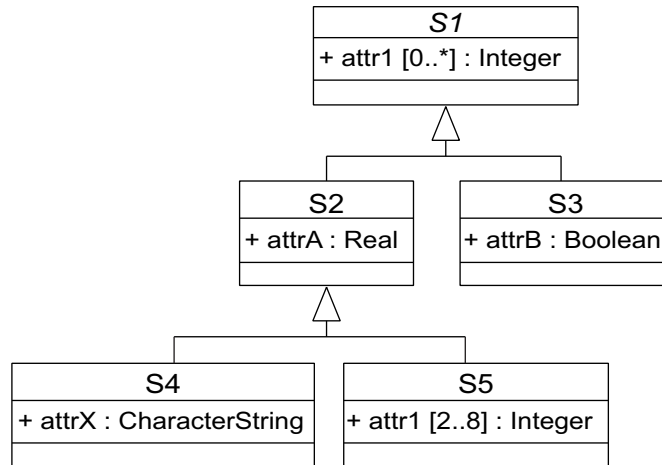 S1
+ attr1 [0..*] : Integer
S2
+ attrA : Real
S3
+ attrB : Boolean
S4
+ attrX : CharacterString
S5
+ attr1 [2..8] : Integer